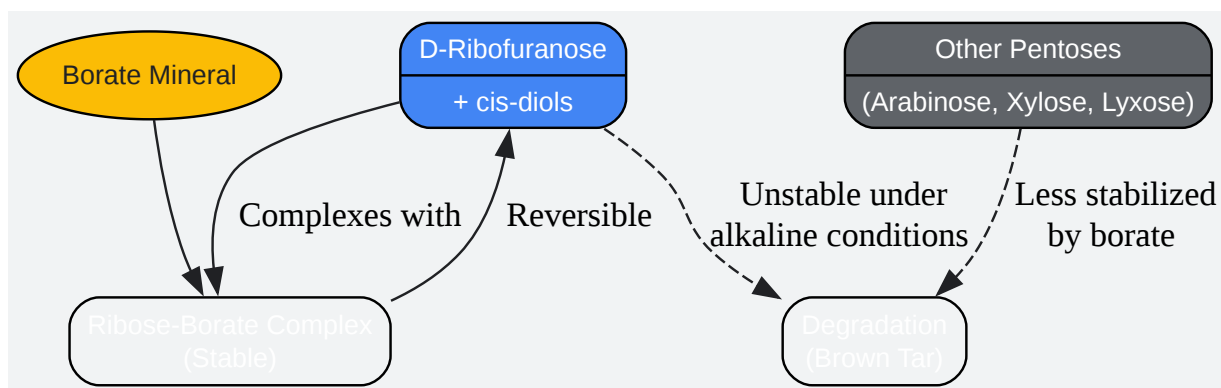 Borate Mineral
D-Ribofuranose
+ cis-diols
Other Pentoses
(Arabinose, Xylose, Lyxose)
Complexes with
Reversible
Unstable under
alkaline conditions
Less stabilized
by borate
Ribose-Borate Complex
(Stable)
Degradation
(Brown Tar)